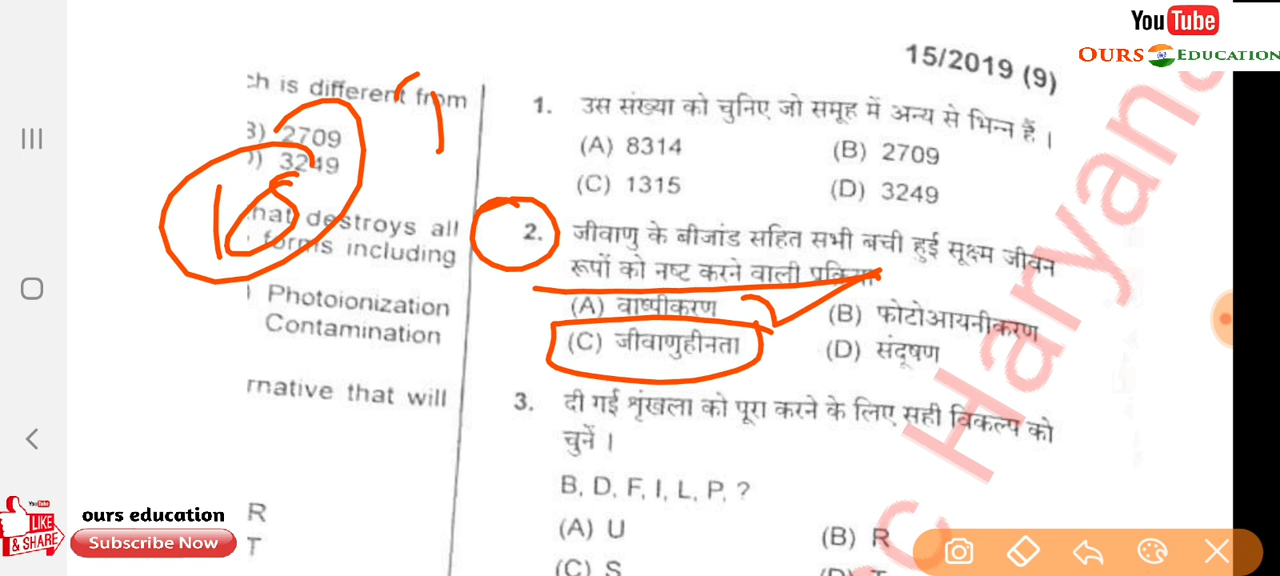 YouTube
OURS EDUCATION
15/2019 (9)
ch is different from
B) 2709
D) 3249
hat destroys all
forms including
Photoionization
Contamination
rnative that will
R
T
16
1. उस संख्या को चुनिए जो समूह में अन्य से भिन्न हैं ।
(A) 8314 (B) 2709
(C) 1315 (D) 3249
2. जीवाणु के बीजांड सहित सभी बची हुई सूक्ष्म जीवन
रूपों को नष्ट करने वाली प्रक्रिया
(A) वाष्पीकरण (B) फोटोआयनीकरण
(C) जीवाणुहीनता (D) संदूषण
3. दी गई शृंखला को पूरा करने के लिए सही विकल्प को
चुनें ।
B, D, F, I, L, P, ?
(A) U (B) R
(C) S (D) T
c Haryana
YouTube
LIKE
& SHARE
ours education
Subscribe Now